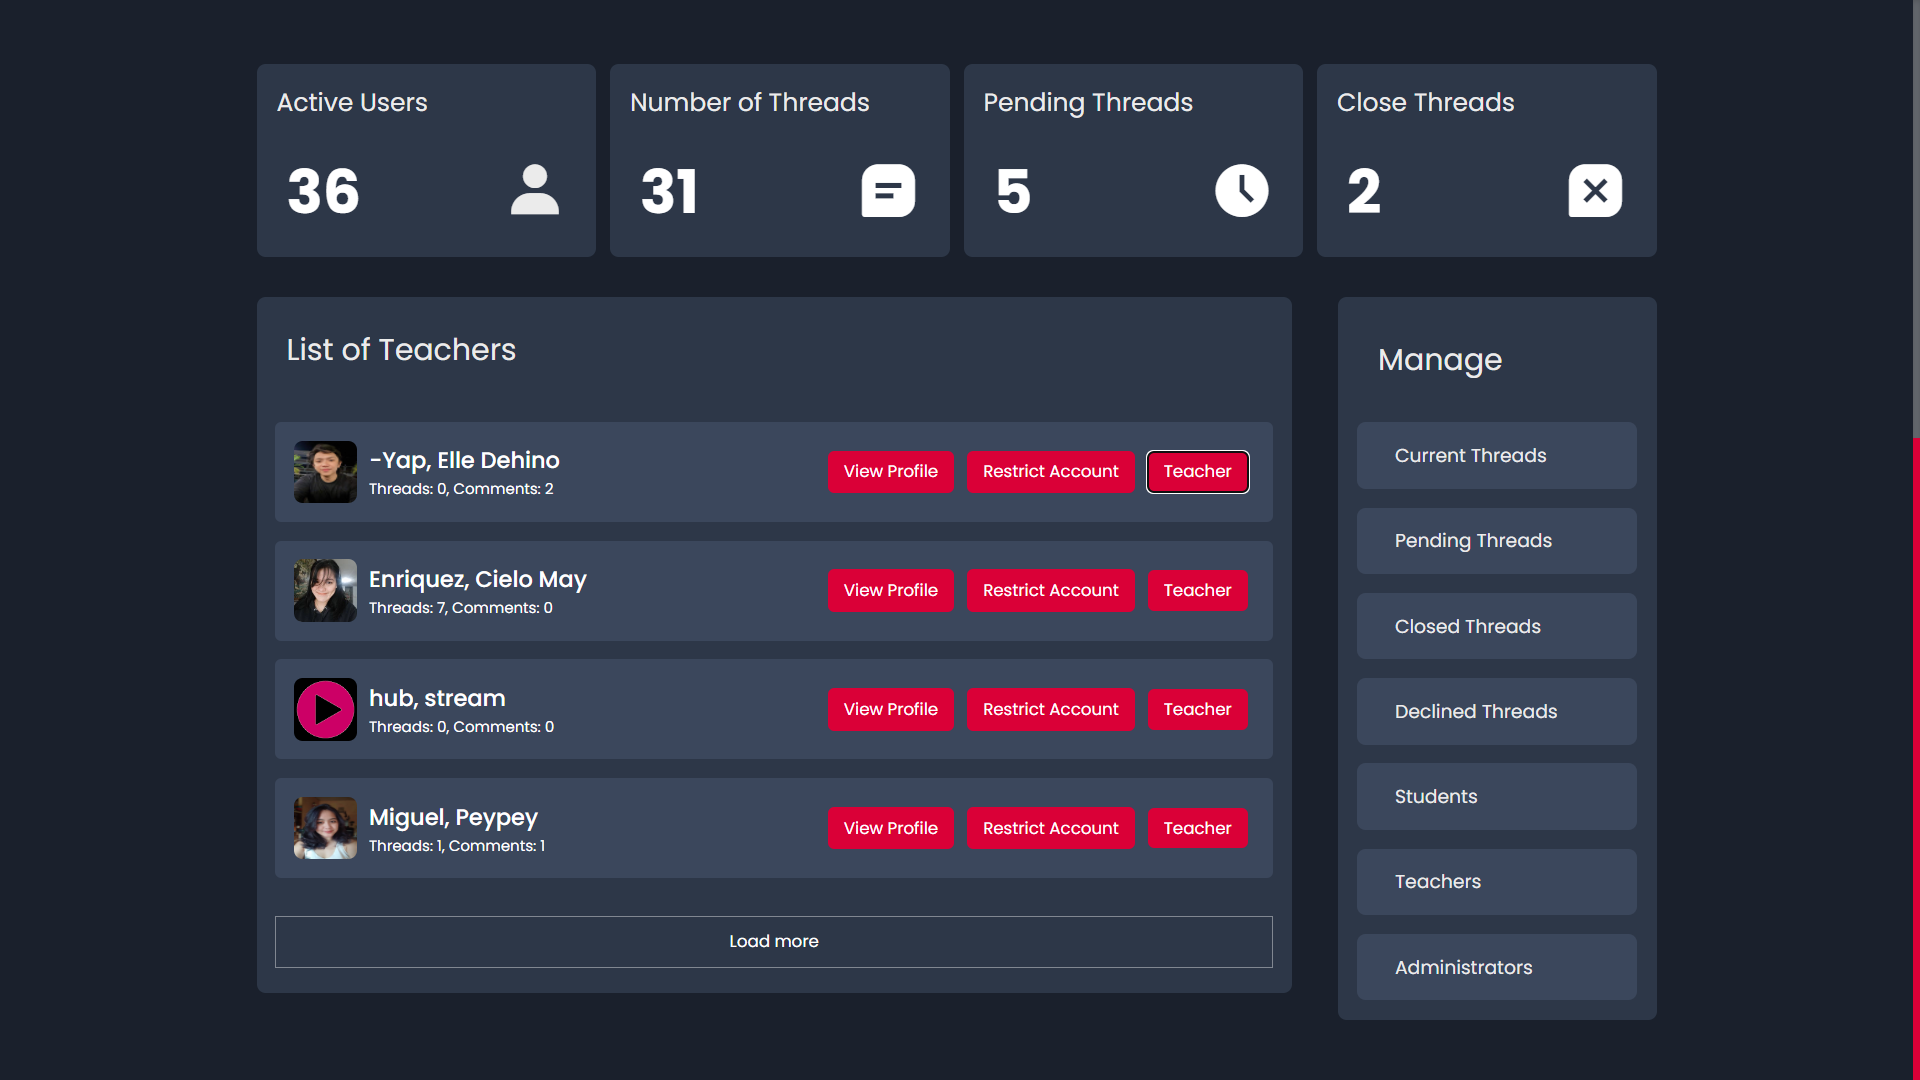 Active Users
36
Number of Threads
31
Pending Threads
5
Close Threads
2
List of Teachers
-Yap, Elle Dehino
Threads: 0, Comments: 2
View Profile
Restrict Account
Teacher
Enriquez, Cielo May
Threads: 7, Comments: 0
View Profile
Restrict Account
Teacher
hub, stream
Threads: 0, Comments: 0
View Profile
Restrict Account
Teacher
Miguel, Peypey
Threads: 1, Comments: 1
View Profile
Restrict Account
Teacher
Load more
Manage
Current Threads
Pending Threads
Closed Threads
Declined Threads
Students
Teachers
Administrators